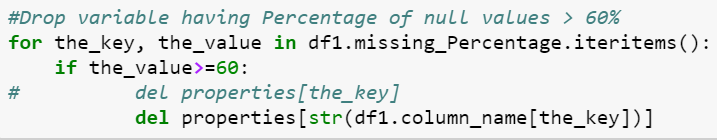 #Drop variable having Percentage of null values > 60%
for the_key, the_value in df1.missing_Percentage.iteritems():
    if the_value>=60:
#         del properties[the_key]
          del properties[str(df1.column_name[the_key])]